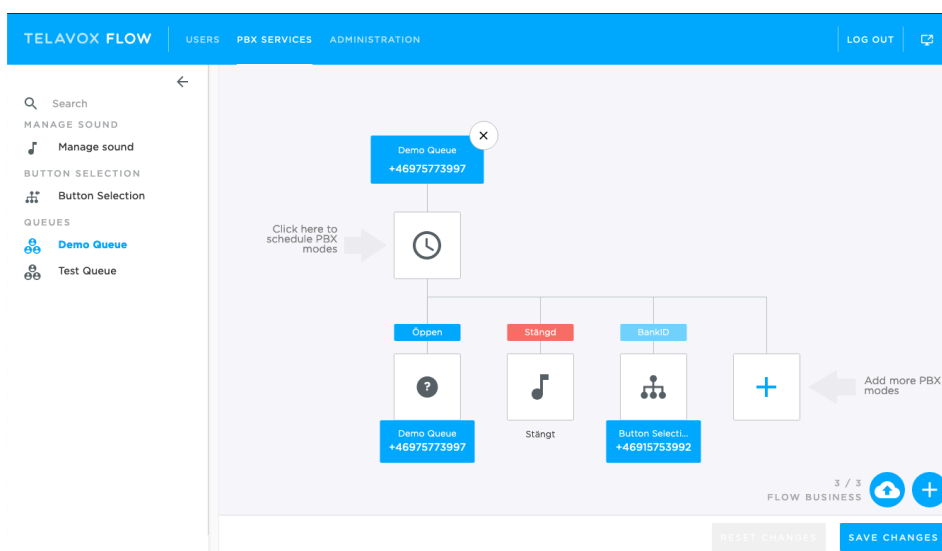 TELAVOX FLOW
USERS
PBX SERVICES
ADMINISTRATION
LOG OUT
Search
MANAGE SOUND
Manage sound
BUTTON SELECTION
Button Selection
QUEUES
Demo Queue
Test Queue
Demo Queue
+46975773997
Click here to
schedule PBX
modes
Öppen
Stängd
BankID
Demo Queue
+46975773997
Stängt
Button Selecti...
+46915753992
Add more PBX
modes
3 / 3
FLOW BUSINESS
RESET CHANGES
SAVE CHANGES